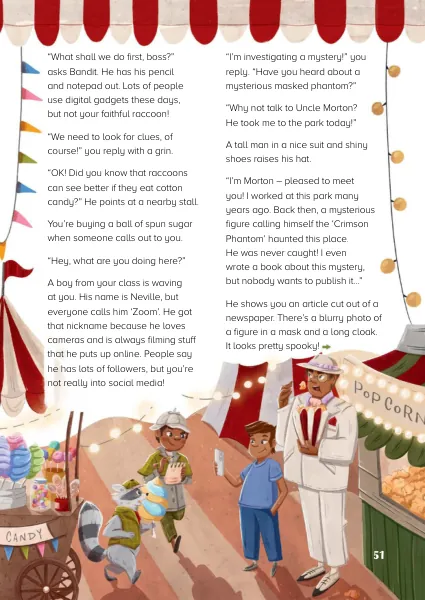 “What shall we do first, boss?”
asks Bandit. He has his pencil
and notepad out. Lots of people
use digital gadgets these days,
but not your faithful raccoon!
“We need to look for clues, of
course!” you reply with a grin.
“OK! Did you know that raccoons
can see better if they eat cotton
candy?” He points at a nearby stall.
You’re buying a ball of spun sugar
when someone calls out to you.
“Hey, what are you doing here?”
A boy from your class is waving
at you. His name is Neville, but
everyone calls him ‘Zoom’. He got
that nickname because he loves
cameras and is always filming stuff
that he puts up online. People say
he has lots of followers, but you’re
not really into social media!
“I’m investigating a mystery!” you
reply. “Have you heard about a
mysterious masked phantom?”
“Why not talk to Uncle Morton?
He took me to the park today!”
A tall man in a nice suit and shiny
shoes raises his hat.
“I’m Morton – pleased to meet
you! I worked at this park many
years ago. Back then, a mysterious
figure calling himself the ‘Crimson
Phantom’ haunted this place.
He was never caught! I even
wrote a book about this mystery,
but nobody wants to publish it...”
He shows you an article cut out of a
newspaper. There’s a blurry photo of
a figure in a mask and a long cloak.
It looks pretty spooky!
POPCORN
CANDY
51